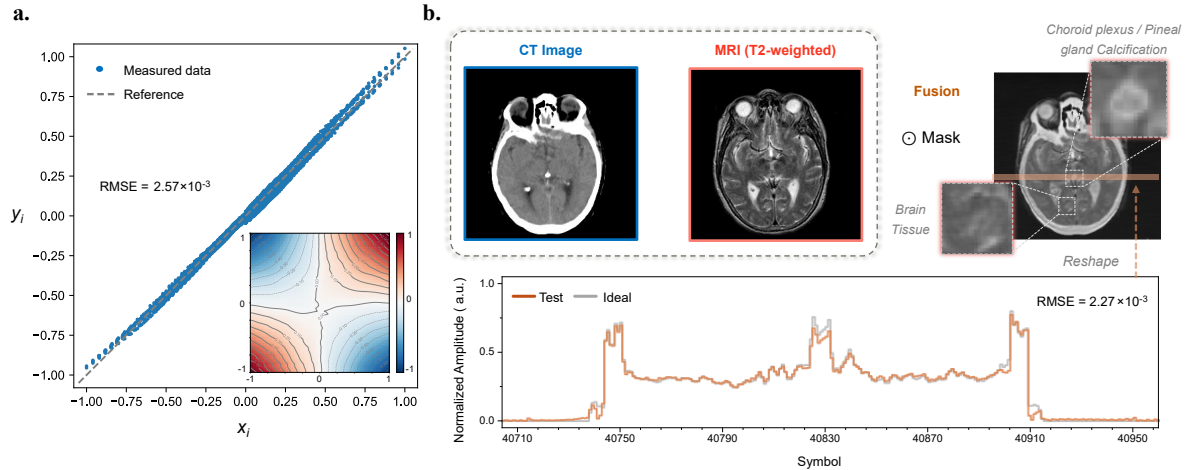 a.
1.00
0.75
0.50
0.25
0.00
−0.25
−0.50
−0.75
−1.00
yᵢ
Measured data
Reference
RMSE = 2.57×10⁻³
1
0
-1
-1
0
1
1
0
-1
−1.00
−0.75
−0.50
−0.25
0.00
0.25
0.50
0.75
1.00
xᵢ
b.
CT Image
MRI (T2-weighted)
Fusion
⊙ Mask
Choroid plexus / Pineal
gland Calcification
Brain
Tissue
Reshape
Normalized Amplitude ( a.u.)
1.0
0.5
0.0
Test
Ideal
RMSE = 2.27 ×10⁻³
40710
40750
40790
40830
40870
40910
40950
Symbol